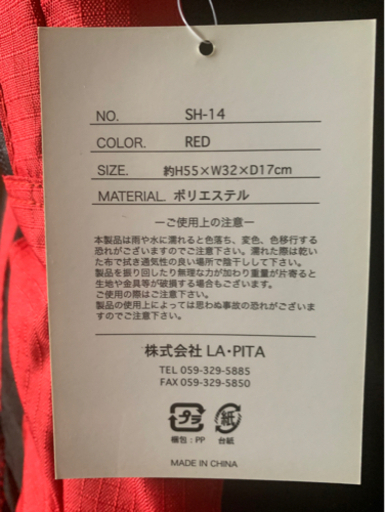 NO. SH-14
COLOR. RED
SIZE. 約H55×W32×D17cm
MATERIAL. ポリエステル
ーご使用上の注意ー
本製品は雨や水に濡れると色落ち、変色、色移行する
恐れがございますのでご注意下さい。濡れた際は乾い
た布で拭き通気性の良い場所で陰干しして下さい。
製品を振り回したり無理な力が加わり重量が片寄ると
生地や金具等が破損する場合もございます。
ご使用の際はご注意下さい。
製品の使用上によっては思わぬ事故の恐れがございま
すのでご注意下さい。
株式会社 LA・PITA
TEL 059-329-5885
FAX 059-329-5850
プラ 紙
梱包：PP 台紙
MADE IN CHINA